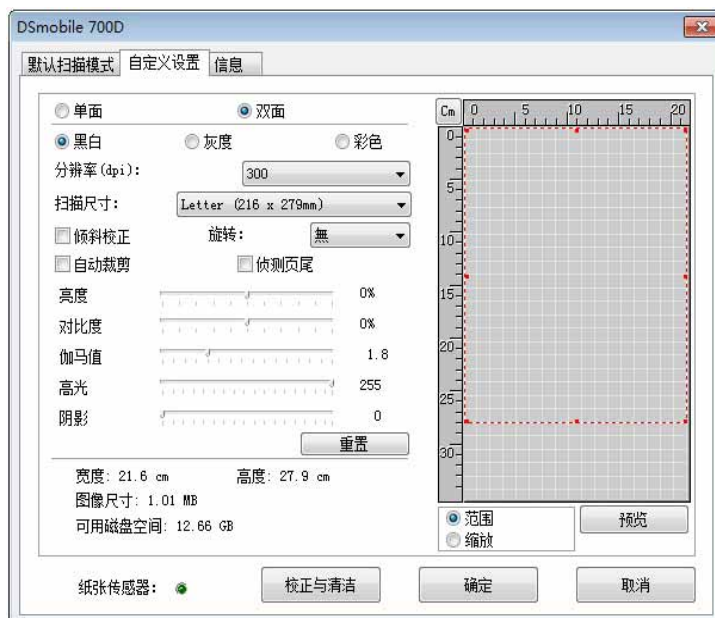 DSmobile 700D
默认扫描模式 自定义设置 信息
单面 双面
黑白 灰度 彩色
分辨率(dpi): 300
扫描尺寸: Letter (216 x 279mm)
倾斜校正 旋转: 無
自动裁剪 侦测页尾
亮度 0%
对比度 0%
伽马值 1.8
高光 255
阴影 0
重置
宽度: 21.6 cm 高度: 27.9 cm
图像尺寸: 1.01 MB
可用磁盘空间: 12.66 GB
Cm 0 5 10 15 20
0
5
10
15
20
25
30
范围 预览
缩放
纸张传感器: 校正与清洁 确定 取消